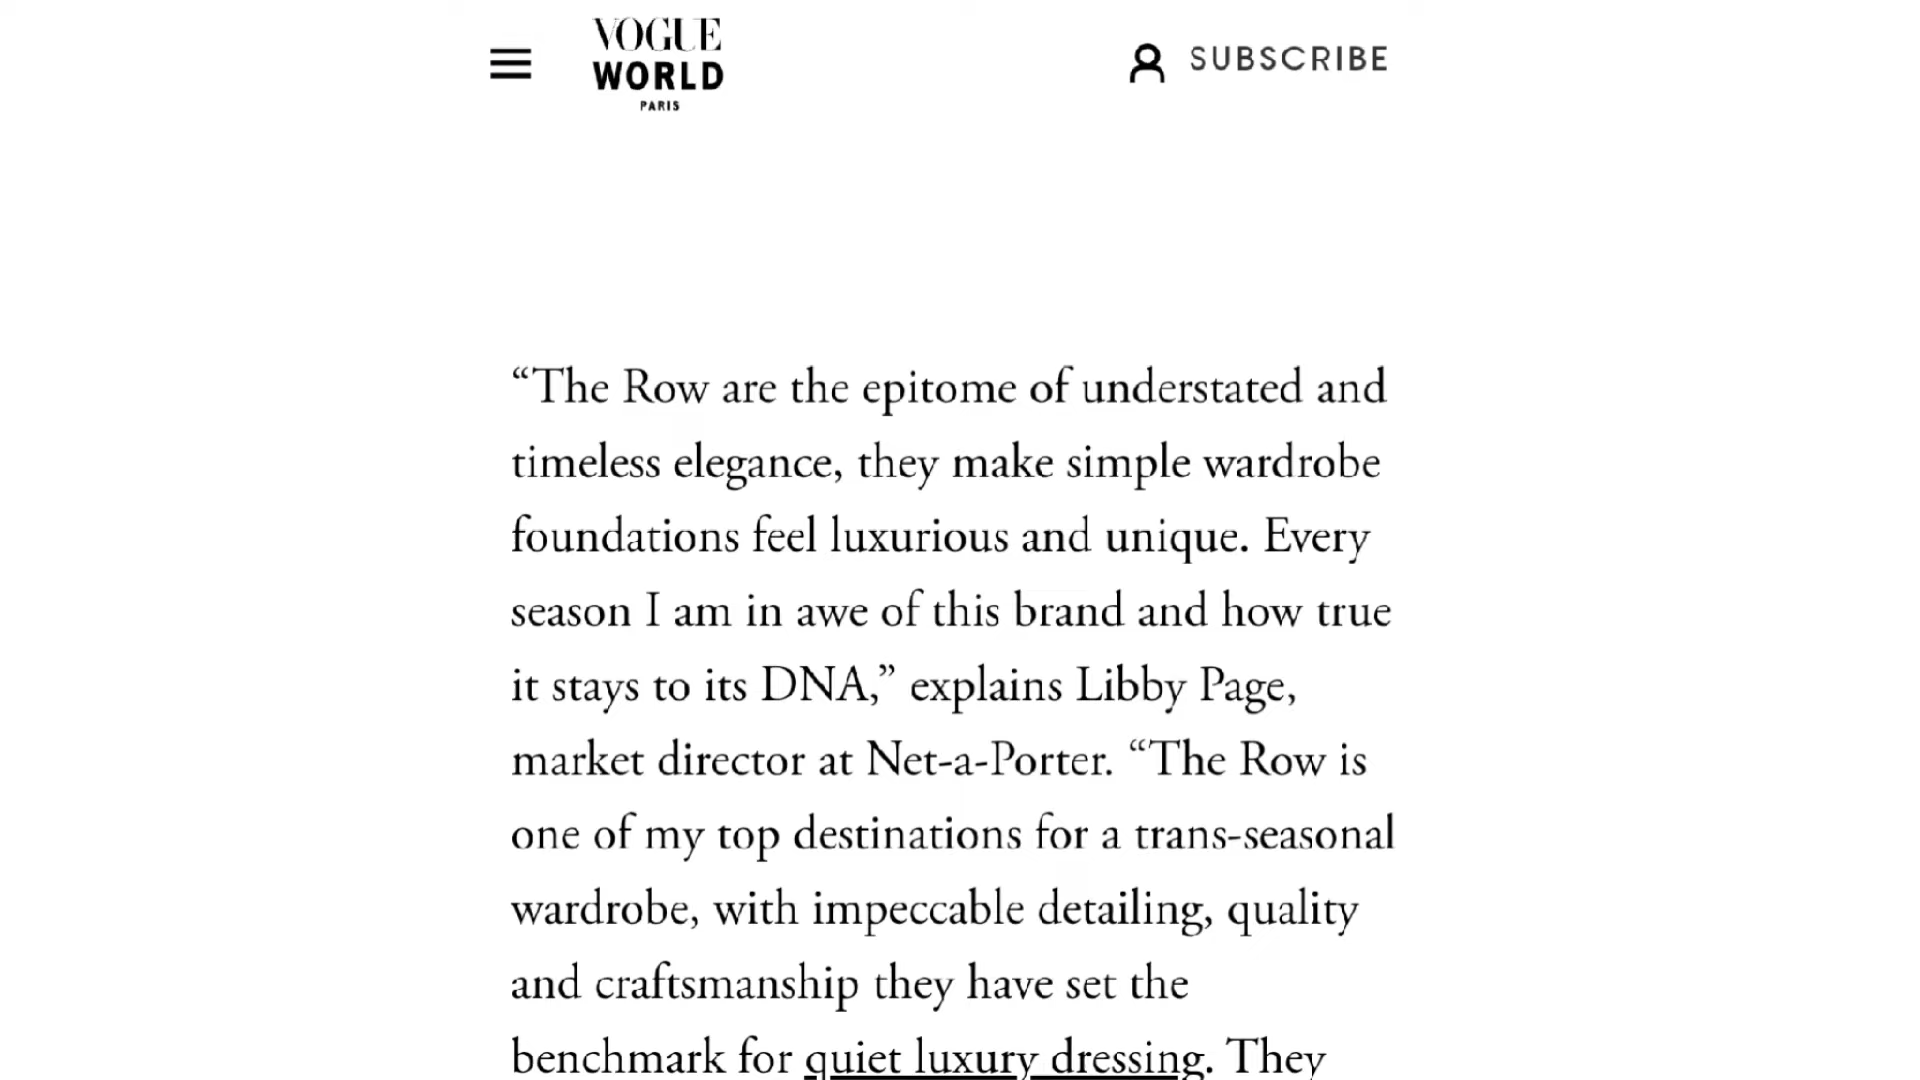 VOGUE
WORLD
PARIS
SUBSCRIBE
“The Row are the epitome of understated and
timeless elegance, they make simple wardrobe
foundations feel luxurious and unique. Every
season I am in awe of this brand and how true
it stays to its DNA,” explains Libby Page,
market director at Net-a-Porter. “The Row is
one of my top destinations for a trans-seasonal
wardrobe, with impeccable detailing, quality
and craftsmanship they have set the
benchmark for quiet luxury dressing. They